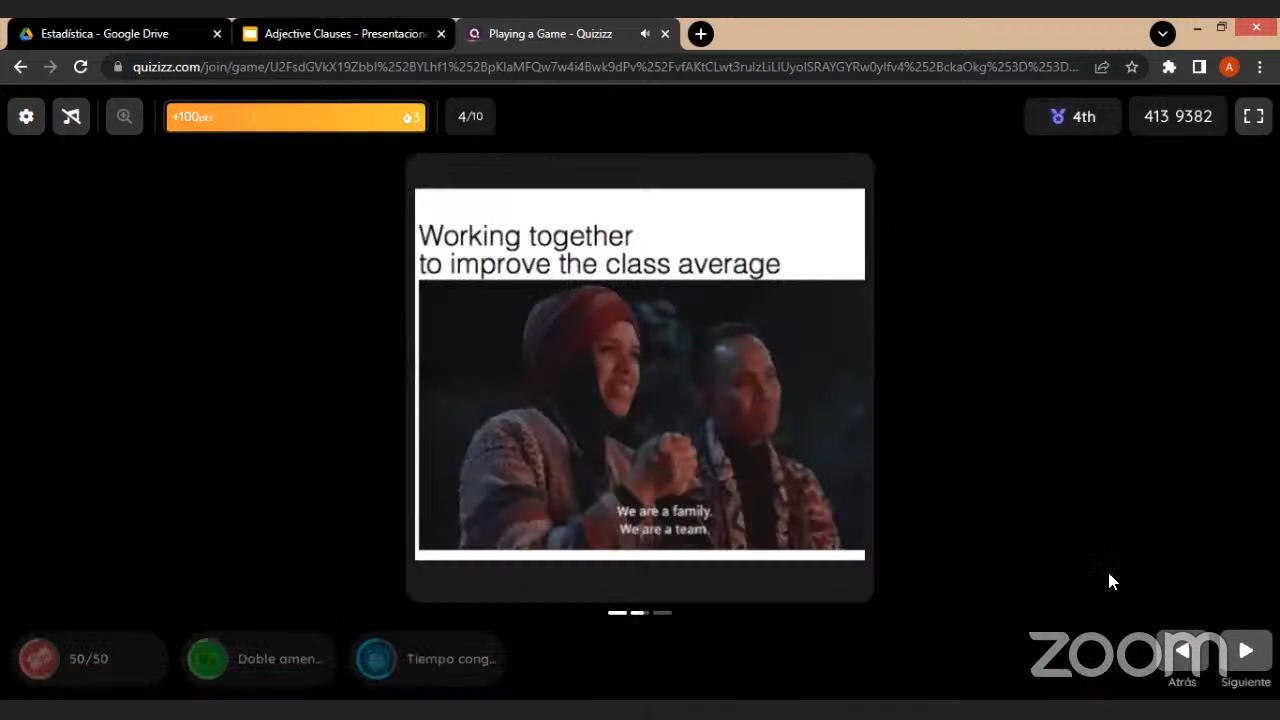 Estadística - Google Drive
Adjective Clauses - Presentacion
Playing a Game - Quizizz
+100pts
3
4/10
4th
413 9382
Working together
to improve the class average
We are a family.
We are a team.
50/50
Doble amen...
Tiempo cong...
zoom
Atrás
Siguiente
A